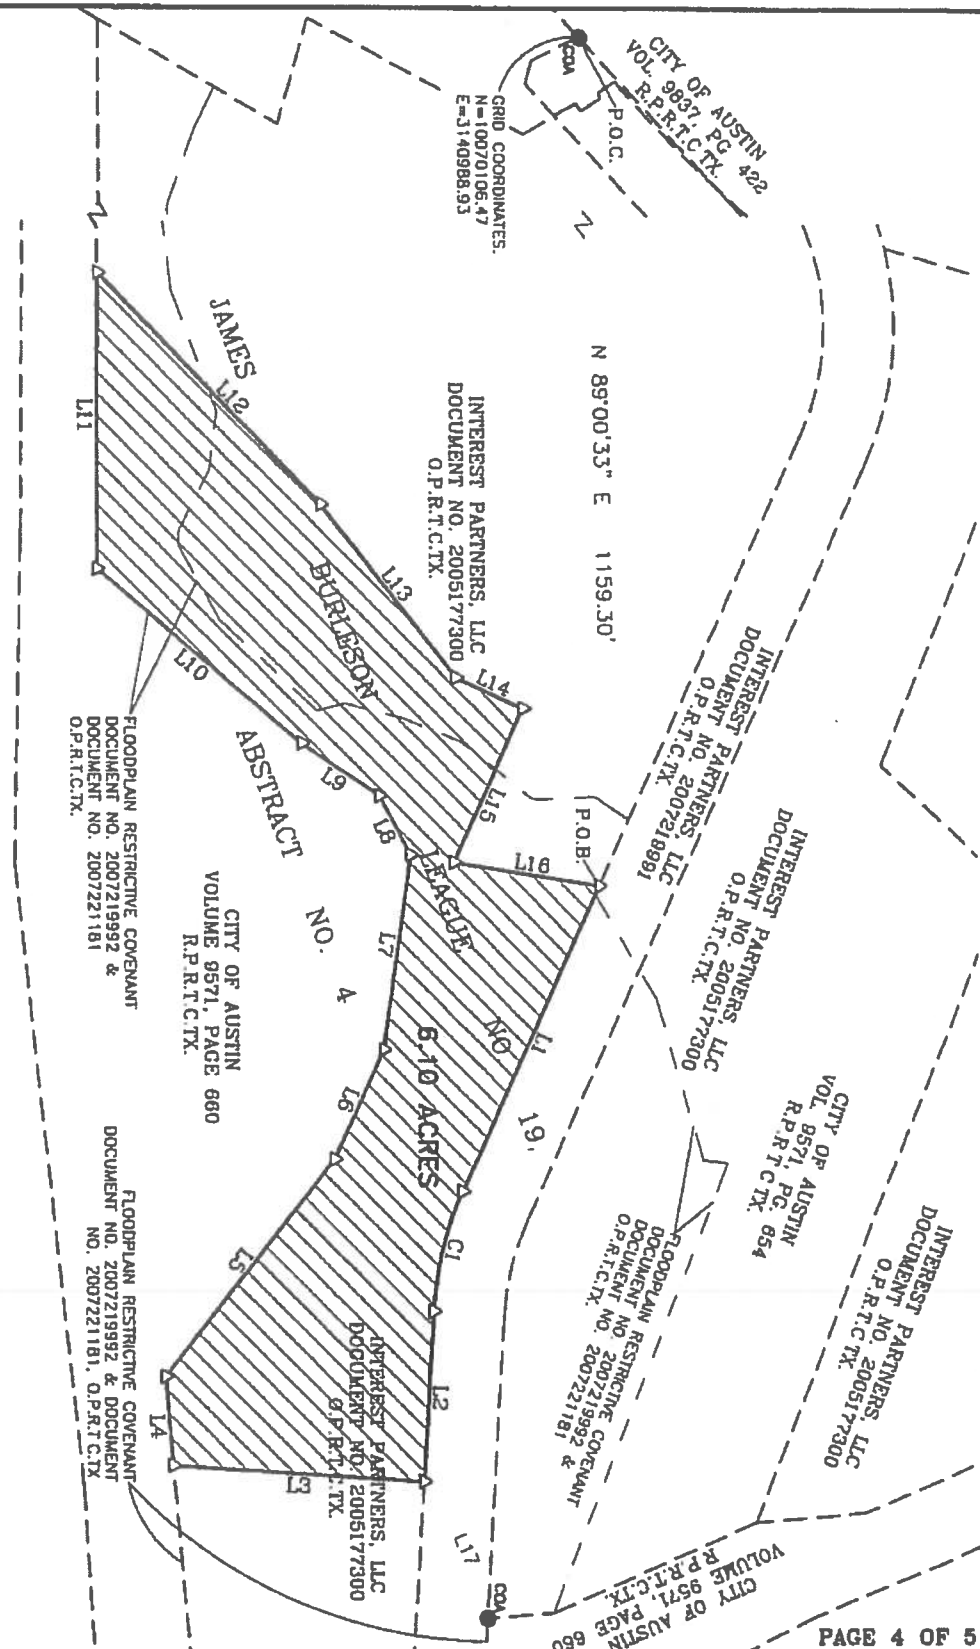 CITY OF AUSTIN
VOL. 9837, PG 422
R.P.R.T.C.TX.
COA
P.O.C.
GRID COORDINATES.
N=10070106.47
E=3140988.93
N 89°00'33" E 1159.30'
INTEREST PARTNERS, LLC
DOCUMENT NO. 2007218991
O.P.R.T.C.TX.
INTEREST PARTNERS, LLC
DOCUMENT NO. 2005177300
O.P.R.T.C.TX.
CITY OF AUSTIN
VOL. 9571, PG. 654
R.P.R.T.C.TX.
INTEREST PARTNERS, LLC
DOCUMENT NO. 2005177300
O.P.R.T.C.TX.
INTEREST PARTNERS, LLC
DOCUMENT NO. 2005177300
O.P.R.T.C.TX.
FLOODPLAIN RESTRICTIVE COVENANT
DOCUMENT NO. 2007219992 &
DOCUMENT NO. 2007221181
O.P.R.T.C.TX.
P.O.B.
JAMES
BURLESON
LEAGUE
NO
19,
ABSTRACT
NO.
4
6.10 ACRES
L1
C1
L2
L3
L4
L5
L6
L7
L8
L9
L10
L11
L12
L13
L14
L15
L16
L17
COA
INTEREST PARTNERS, LLC
DOCUMENT NO. 2005177300
O.P.R.T.C.TX.
CITY OF AUSTIN
VOLUME 9571, PAGE 660
R.P.R.T.C.TX.
CITY OF AUSTIN
VOLUME 9571, PAGE 660
R.P.R.T.C.TX.
FLOODPLAIN RESTRICTIVE COVENANT
DOCUMENT NO. 2007219992 &
DOCUMENT NO. 2007221181
O.P.R.T.C.TX.
FLOODPLAIN RESTRICTIVE COVENANT
DOCUMENT NO. 2007219992 & DOCUMENT
NO. 2007221181, O.P.R.T.C.TX
PAGE 4 OF 5